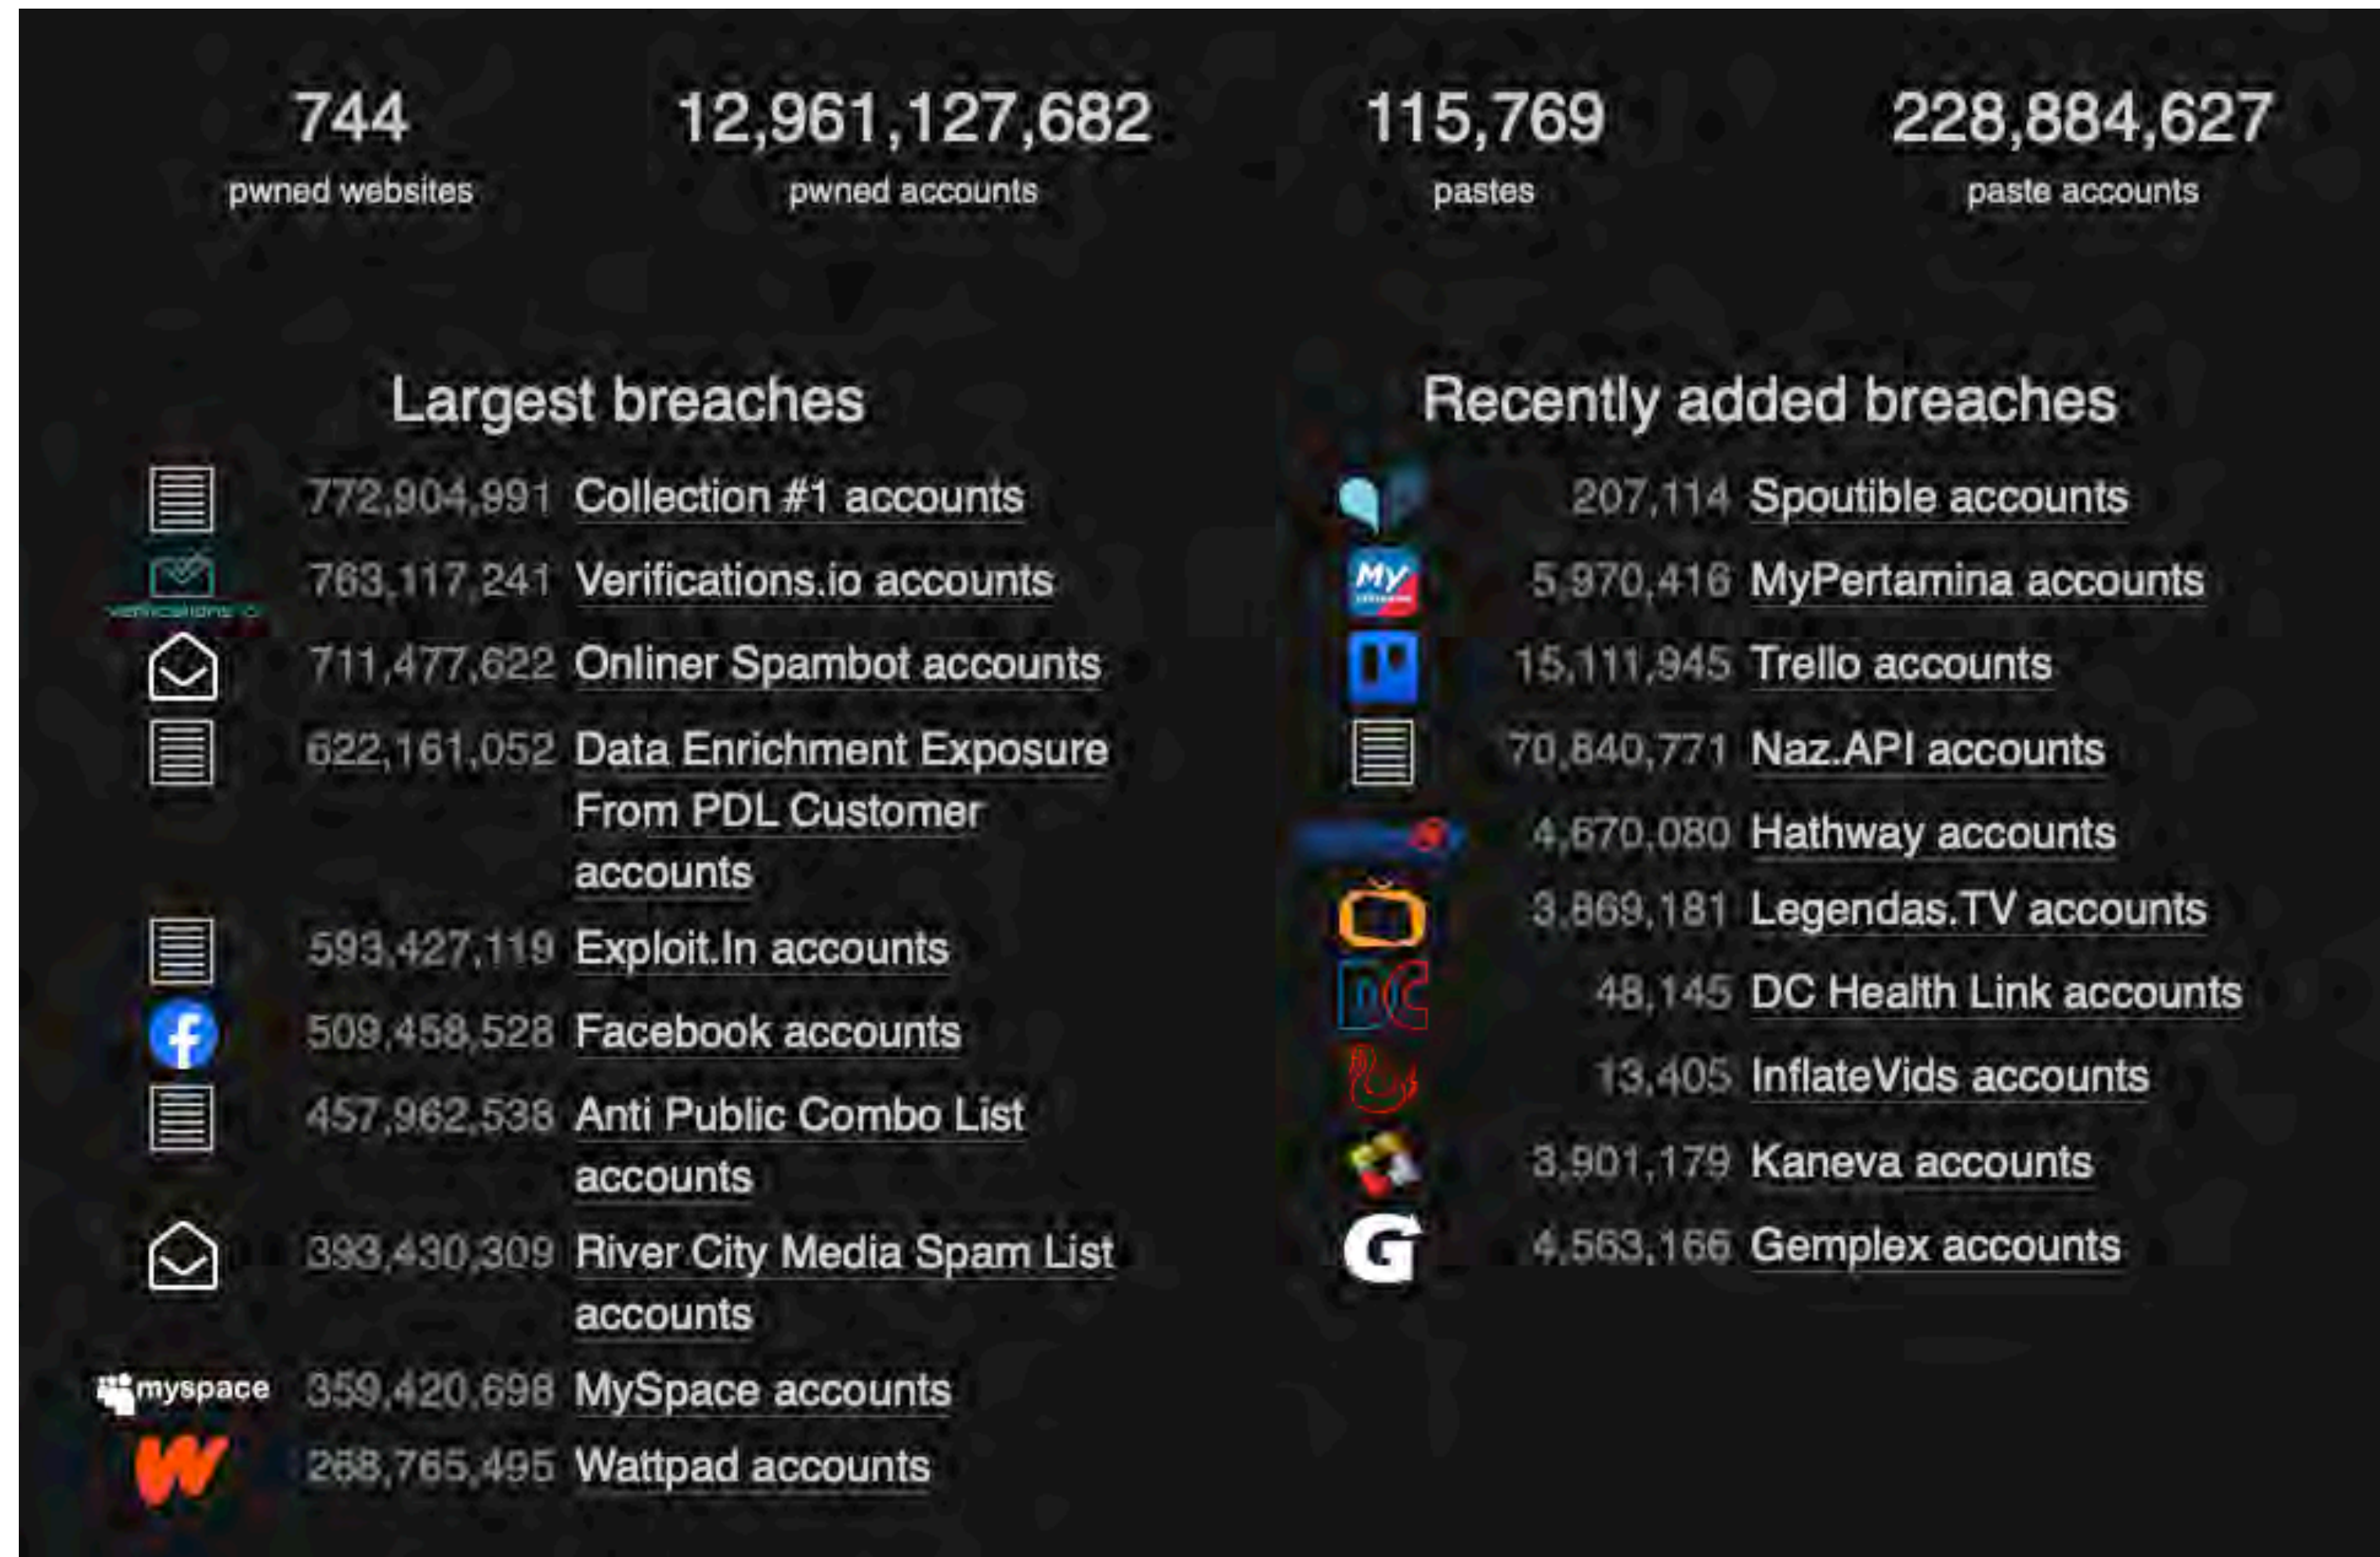 744
pwned websites
12,961,127,682
pwned accounts
115,769
pastes
228,884,627
paste accounts
Largest breaches
772,904,991 Collection #1 accounts
verifications.io
763,117,241 Verifications.io accounts
711,477,622 Onliner Spambot accounts
622,161,052 Data Enrichment Exposure
From PDL Customer
accounts
593,427,119 Exploit.In accounts
509,458,528 Facebook accounts
457,962,538 Anti Public Combo List
accounts
393,430,309 River City Media Spam List
accounts
myspace 359,420,698 MySpace accounts
268,765,495 Wattpad accounts
Recently added breaches
207,114 Spoutible accounts
My 5,970,416 MyPertamina accounts
15,111,945 Trello accounts
70,840,771 Naz.API accounts
4,670,080 Hathway accounts
3,869,181 Legendas.TV accounts
DC 48,145 DC Health Link accounts
13,405 InflateVids accounts
3,901,179 Kaneva accounts
G 4,563,166 Gemplex accounts